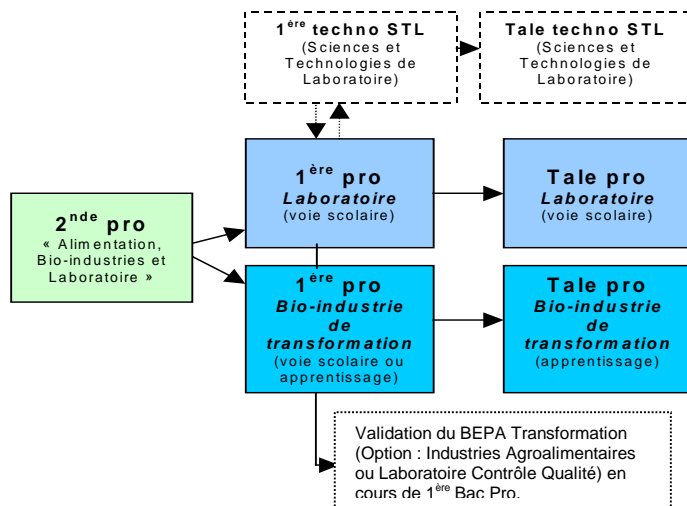 1ère techno STL
(Sciences et
Technologies de
Laboratoire)
Tale techno STL
(Sciences et
Technologies de
Laboratoire)
1ère pro
Laboratoire
(voie scolaire)
Tale pro
Laboratoire
(voie scolaire)
2nde pro
« Alimentation,
Bio-industries et
Laboratoire »
1ère pro
Bio-industrie
de
transformation
(voie scolaire ou
apprentissage)
Tale pro
Bio-industrie
de
transformation
(apprentissage)
Validation du BEPA Transformation
(Option : Industries Agroalimentaires
ou Laboratoire Contrôle Qualité) en
cours de 1ère Bac Pro.